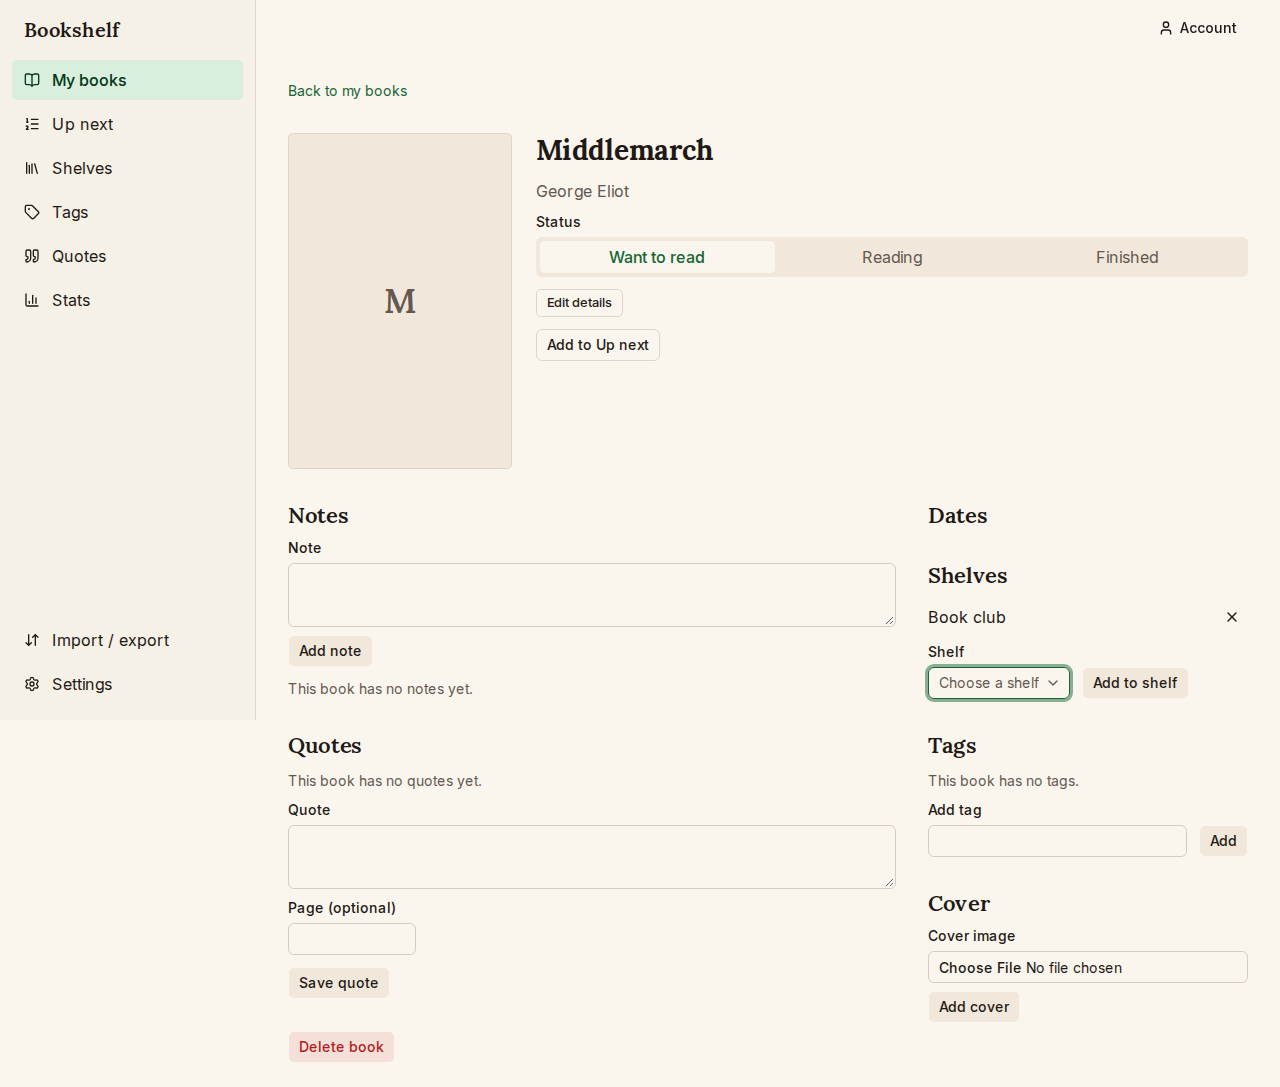 Bookshelf
My books
Up next
Shelves
Tags
Quotes
Stats
Import / export
Settings
Account
Back to my books
M
Middlemarch
George Eliot
Status
Want to read
Reading
Finished
Edit details
Add to Up next
Notes
Note
Add note
This book has no notes yet.
Quotes
This book has no quotes yet.
Quote
Page (optional)
Save quote
Delete book
Dates
Shelves
Book club
Shelf
Choose a shelf
Add to shelf
Tags
This book has no tags.
Add tag
Add
Cover
Cover image
Choose File No file chosen
Add cover